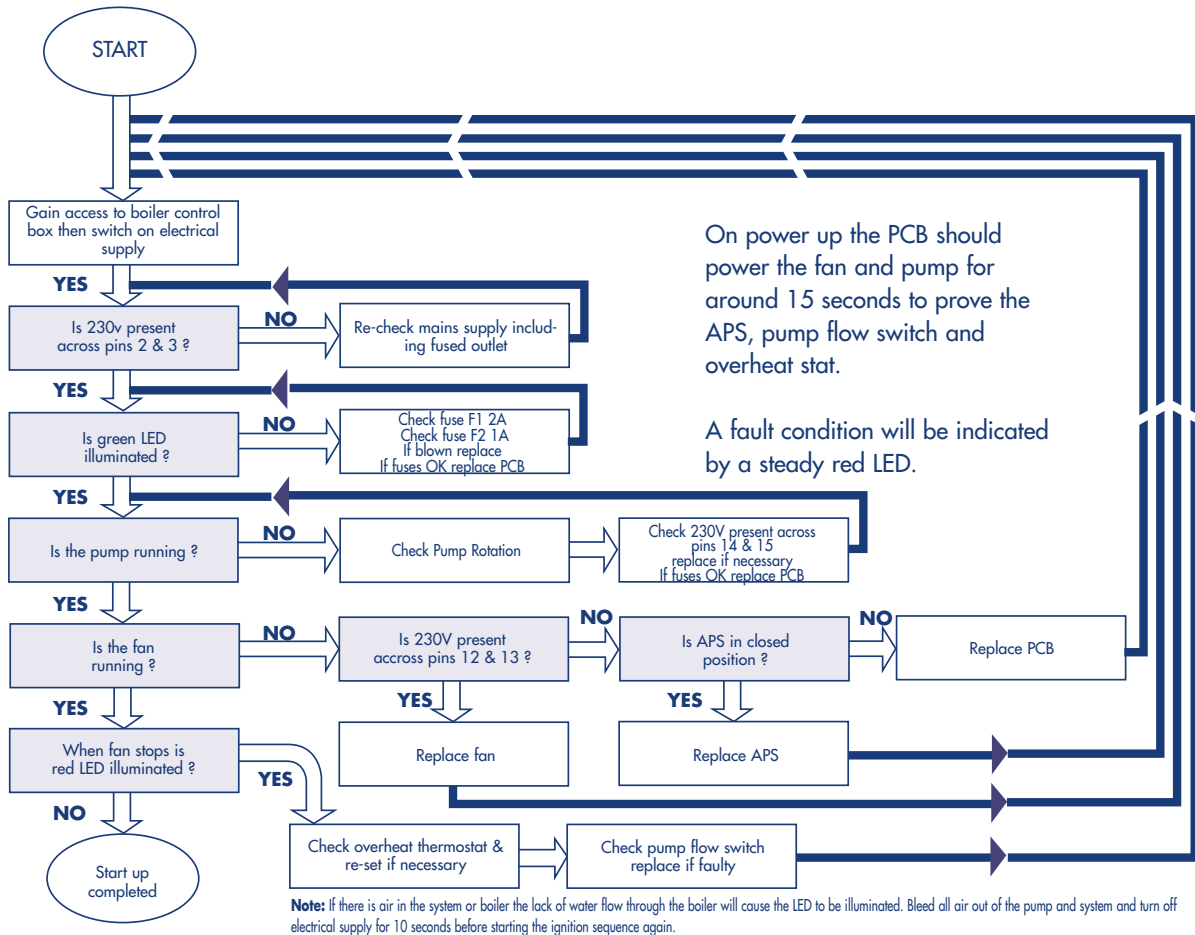 START
Gain access to boiler control
box then switch on electrical
supply
YES
Is 230v present
across pins 2 & 3 ?
NO
Re-check mains supply includ-
ing fused outlet
On power up the PCB should
power the fan and pump for
around 15 seconds to prove the
APS, pump flow switch and
overheat stat.
A fault condition will be indicated
by a steady red LED.
YES
Is green LED
illuminated ?
NO
Check fuse F1 2A
Check fuse F2 1A
If blown replace
If fuses OK replace PCB
YES
Is the pump running ?
NO
Check Pump Rotation
Check 230V present across
pins 14 & 15
replace if necessary
If fuses OK replace PCB
YES
Is the fan
running ?
NO
Is 230V present
accross pins 12 & 13 ?
NO
Is APS in closed
position ?
NO
Replace PCB
YES
When fan stops is
red LED illuminated ?
YES
Replace fan
YES
Replace APS
YES
NO
Start up
completed
Check overheat thermostat &
re-set if necessary
Check pump flow switch
replace if faulty
Note: If there is air in the system or boiler the lack of water flow through the boiler will cause the LED to be illuminated. Bleed all air out of the pump and system and turn off
electrical supply for 10 seconds before starting the ignition sequence again.